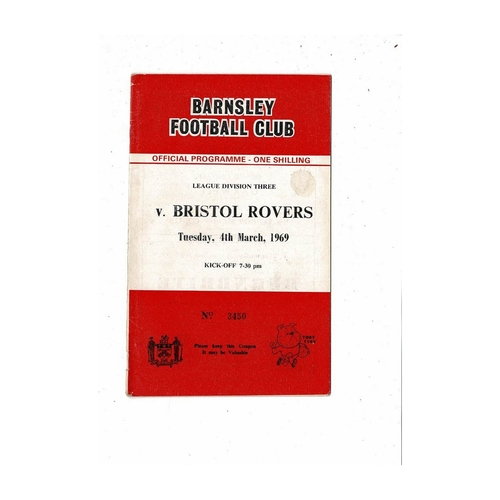 BARNSLEY
FOOTBALL CLUB
OFFICIAL PROGRAMME - ONE SHILLING
LEAGUE DIVISION THREE
v. BRISTOL ROVERS
Tuesday, 4th March, 1969
KICK-OFF 7-30 pm
Nº 3450
Please Keep this Coupon
It may be Valuable